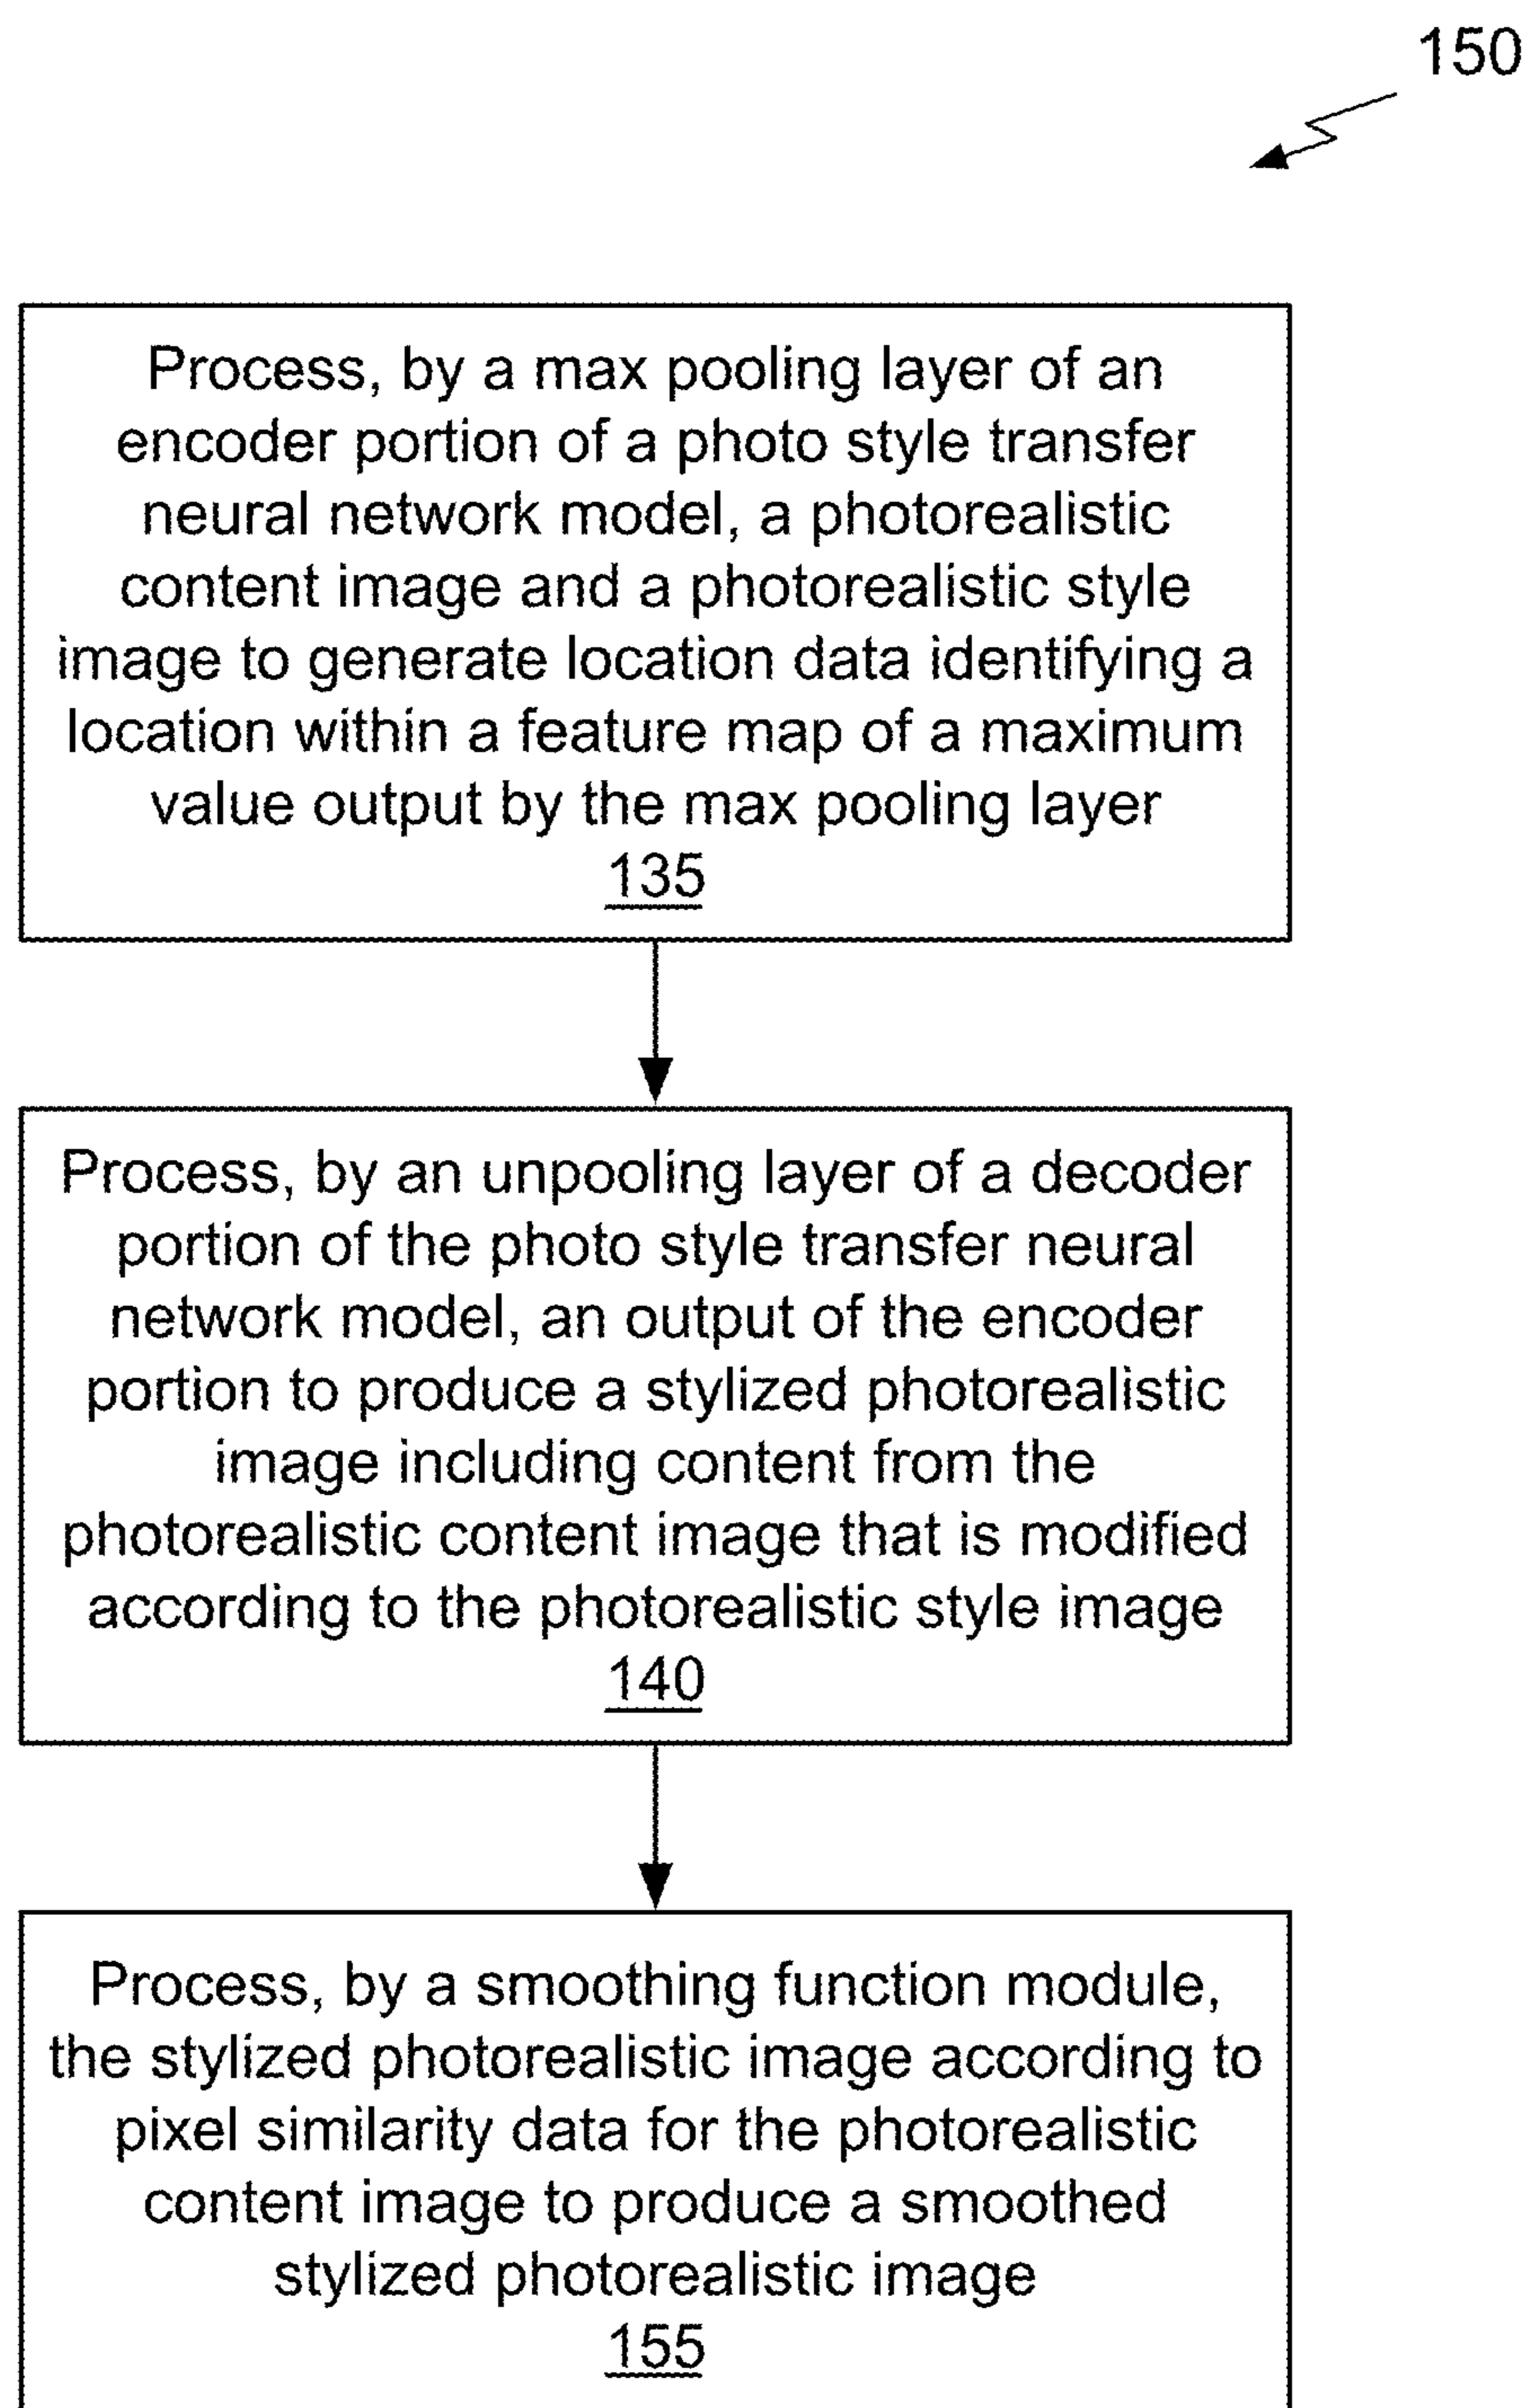 150
Process, by a max pooling layer of an
encoder portion of a photo style transfer
neural network model, a photorealistic
content image and a photorealistic style
image to generate location data identifying a
location within a feature map of a maximum
value output by the max pooling layer
135
Process, by an unpooling layer of a decoder
portion of the photo style transfer neural
network model, an output of the encoder
portion to produce a stylized photorealistic
image including content from the
photorealistic content image that is modified
according to the photorealistic style image
140
Process, by a smoothing function module,
the stylized photorealistic image according to
pixel similarity data for the photorealistic
content image to produce a smoothed
stylized photorealistic image
155